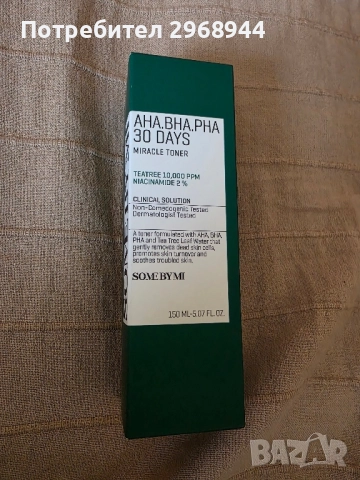 Потребител 2968944
AHA.BHA.PHA
30 DAYS
MIRACLE TONER
TEATREE 10,000 PPM
NIACINAMIDE 2 %
CLINICAL SOLUTION
Non-Comedogenic Tested
Dermatologist Tested
A toner formulated with AHA, BHA,
PHA and Tea Tree Leaf Water that
gently removes dead skin cells,
promotes skin turnover and
soothes troubled skin.
SOME BY MI
150 ML-5.07 FL. OZ.
BAZAR